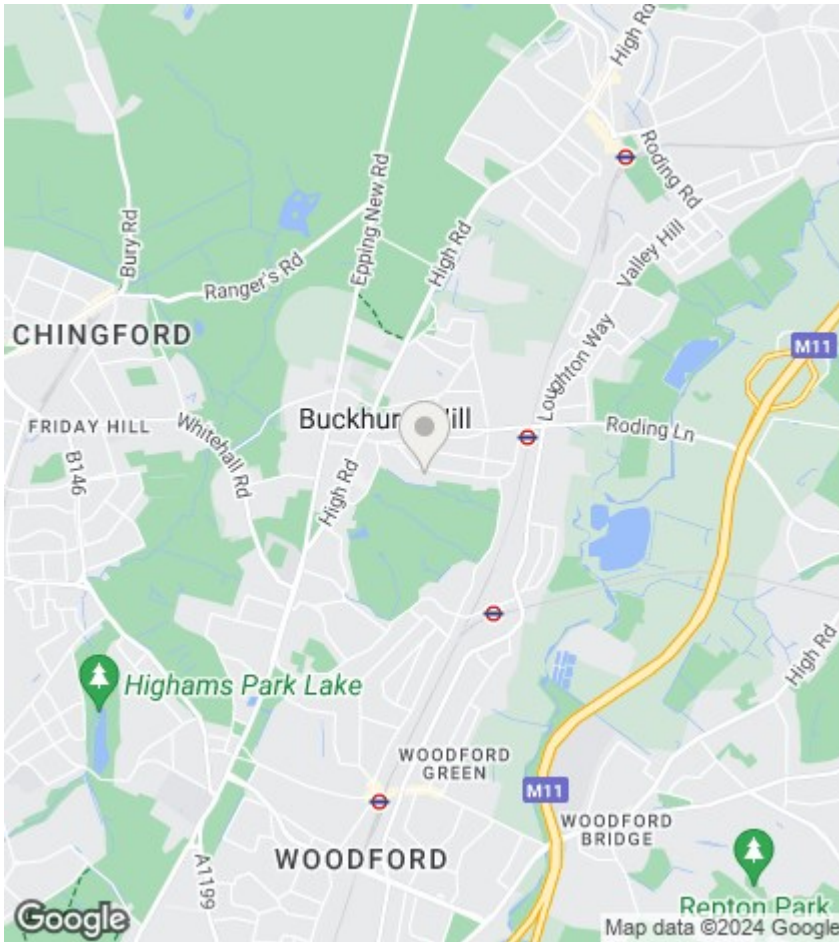 High Rd
Roding Rd
Epping New Rd
High Rd
Valley Hill
Bury Rd
Ranger's Rd
Loughton Way
CHINGFORD
M11
Buckhurst Hill
FRIDAY HILL
Whitehall Rd
Roding Ln
B146
High Rd
High Rd
Highams Park Lake
WOODFORD
GREEN
M11
WOODFORD
BRIDGE
WOODFORD
A1199
Repton Park
Google
Map data ©2024 Google